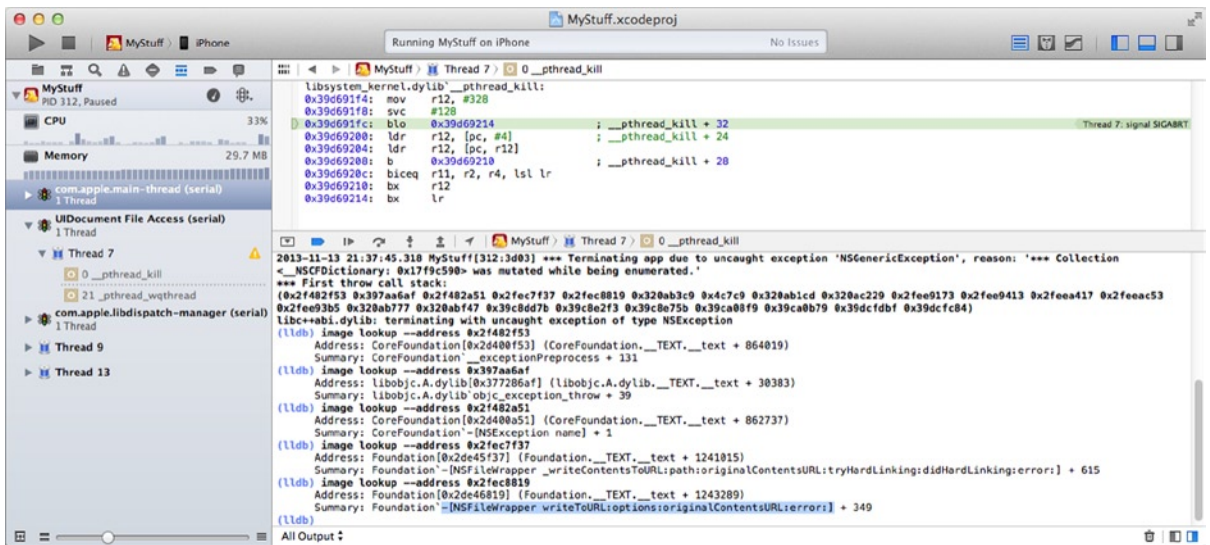 MyStuff.xcodeproj
MyStuff iPhone
Running MyStuff on iPhone No Issues
MyStuff Thread 7 0 __pthread_kill
MyStuff
PID 312, Paused
CPU 33%
Memory 29.7 MB
com.apple.main-thread (serial)
1 Thread
UIDocument File Access (serial)
1 Thread
Thread 7
0 __pthread_kill
21 _pthread_wqthread
com.apple.libdispatch-manager (serial)
1 Thread
Thread 9
Thread 13
libsystem_kernel.dylib`__pthread_kill:
0x39d691f4: mov r12, #328
0x39d691f8: svc #128
0x39d691fc: blo 0x39d69214 ; __pthread_kill + 32 Thread 7: signal SIGABRT
0x39d69200: ldr r12, [pc, #4] ; __pthread_kill + 24
0x39d69204: ldr r12, [pc, r12]
0x39d69208: b 0x39d69210 ; __pthread_kill + 28
0x39d6920c: biceq r11, r2, r4, lsl lr
0x39d69210: bx r12
0x39d69214: bx lr
MyStuff Thread 7 0 __pthread_kill
2013-11-13 21:37:45.318 MyStuff[312:3d03] *** Terminating app due to uncaught exception 'NSGenericException', reason: '*** Collection
<__NSCFDictionary: 0x17f9c590> was mutated while being enumerated.'
*** First throw call stack:
(0x2f482f53 0x397aa6af 0x2f482a51 0x2fec7f37 0x2fec8819 0x320ab3c9 0x4c7c9 0x320ab1cd 0x320ac229 0x2fee9173 0x2fee9413 0x2feea417 0x2feeac53
0x2fee93b5 0x320ab777 0x320abf47 0x39c8dd7b 0x39c8e2f3 0x39c8e75b 0x39ca08f9 0x39ca0b79 0x39dcfdbf 0x39dcfc84)
libc++abi.dylib: terminating with uncaught exception of type NSException
(lldb) image lookup --address 0x2f482f53
Address: CoreFoundation[0x2d400f53] (CoreFoundation.__TEXT.__text + 864019)
Summary: CoreFoundation`__exceptionPreprocess + 131
(lldb) image lookup --address 0x397aa6af
Address: libobjc.A.dylib[0x377286af] (libobjc.A.dylib.__TEXT.__text + 30383)
Summary: libobjc.A.dylib`objc_exception_throw + 39
(lldb) image lookup --address 0x2f482a51
Address: CoreFoundation[0x2d400a51] (CoreFoundation.__TEXT.__text + 862737)
Summary: CoreFoundation`-[NSException name] + 1
(lldb) image lookup --address 0x2fec7f37
Address: Foundation[0x2de45f37] (Foundation.__TEXT.__text + 1241015)
Summary: Foundation`-[NSFileWrapper _writeContentsToURL:path:originalContentsURL:tryHardLinking:didHardLinking:error:] + 615
(lldb) image lookup --address 0x2fec8819
Address: Foundation[0x2de46819] (Foundation.__TEXT.__text + 1243289)
Summary: Foundation`-[NSFileWrapper writeToURL:options:originalContentsURL:error:] + 349
(lldb)
All Output